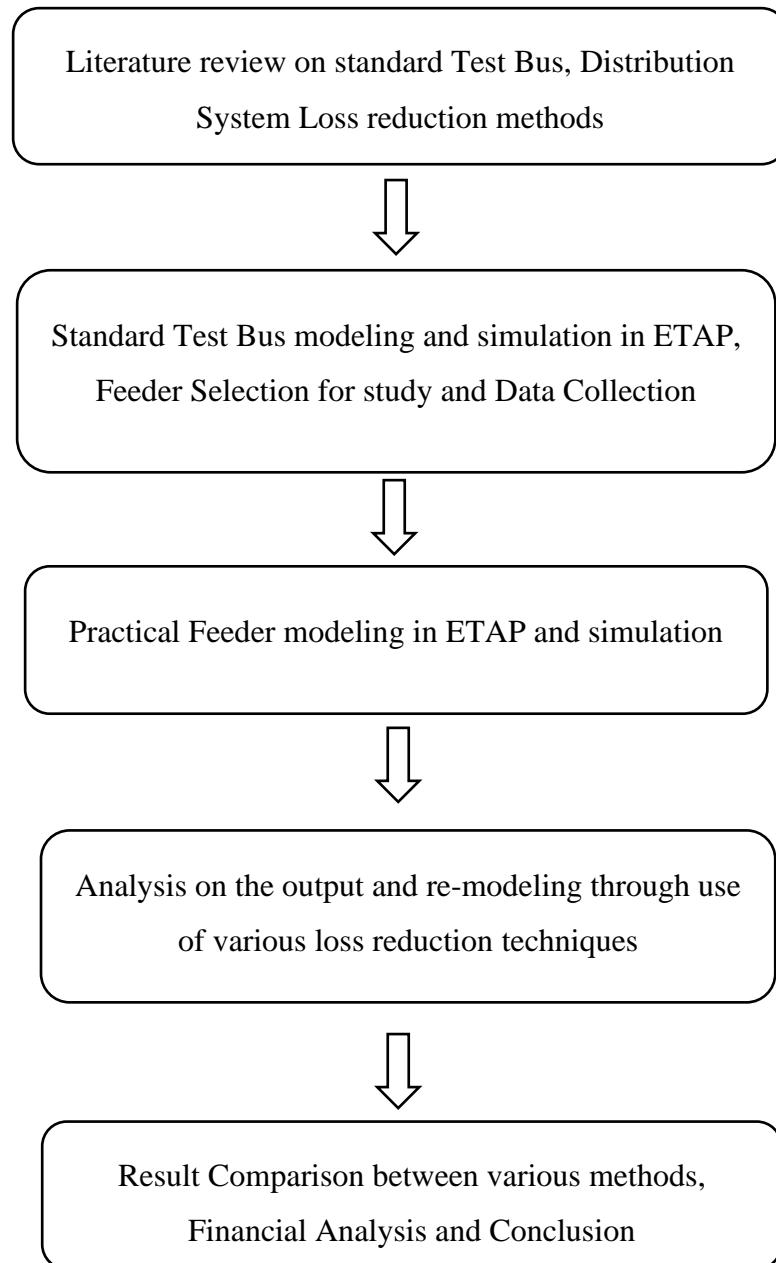 Literature review on standard Test Bus, Distribution
System Loss reduction methods
Standard Test Bus modeling and simulation in ETAP,
Feeder Selection for study and Data Collection
Practical Feeder modeling in ETAP and simulation
Analysis on the output and re-modeling through use
of various loss reduction techniques
Result Comparison between various methods,
Financial Analysis and Conclusion